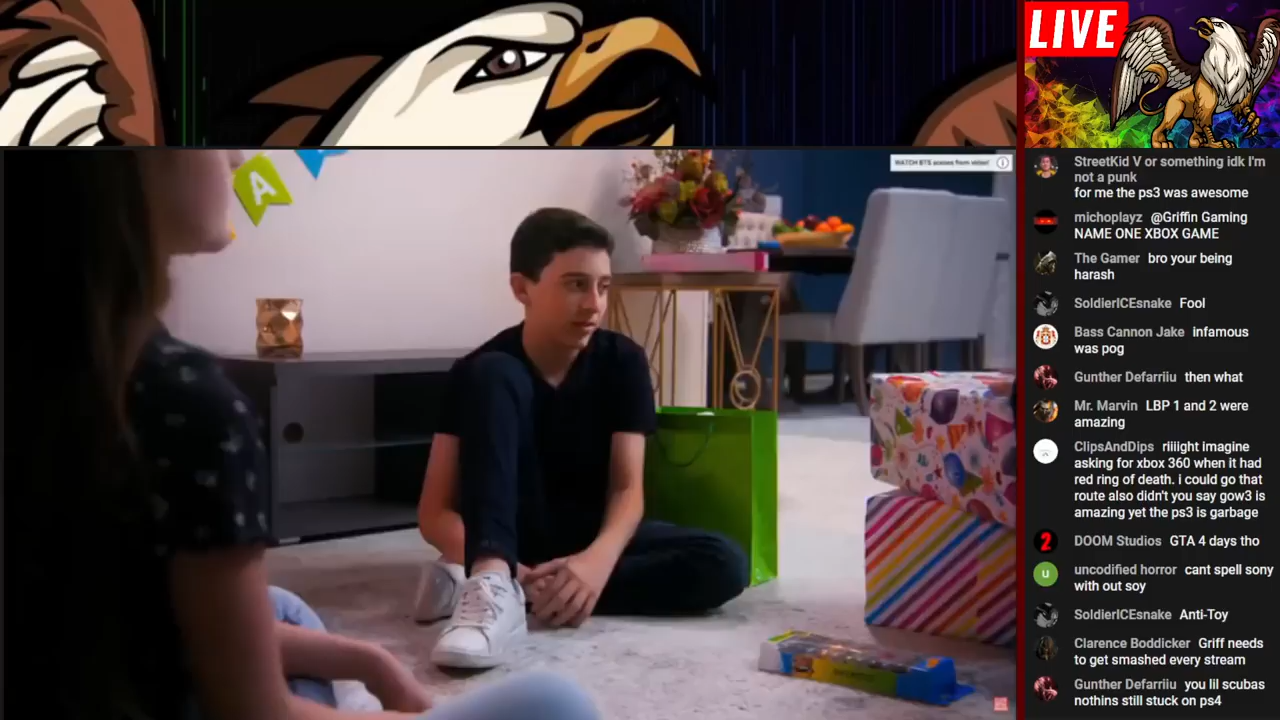 LIVE
A
WATCH BTS scenes from video!
StreetKid V or something idk I'm
not a punk
for me the ps3 was awesome
michoplayz @Griffin Gaming
NAME ONE XBOX GAME
The Gamer bro your being
harash
SoldierICEsnake Fool
Bass Cannon Jake infamous
was pog
Gunther Defarriiu then what
Mr. Marvin LBP 1 and 2 were
amazing
ClipsAndDips riiiight imagine
asking for xbox 360 when it had
red ring of death. i could go that
route also didn't you say gow3 is
amazing yet the ps3 is garbage
2 DOOM Studios GTA 4 days tho
u uncodified horror cant spell sony
with out soy
SoldierICEsnake Anti-Toy
Clarence Boddicker Griff needs
to get smashed every stream
Gunther Defarriiu you lil scubas
nothins still stuck on ps4